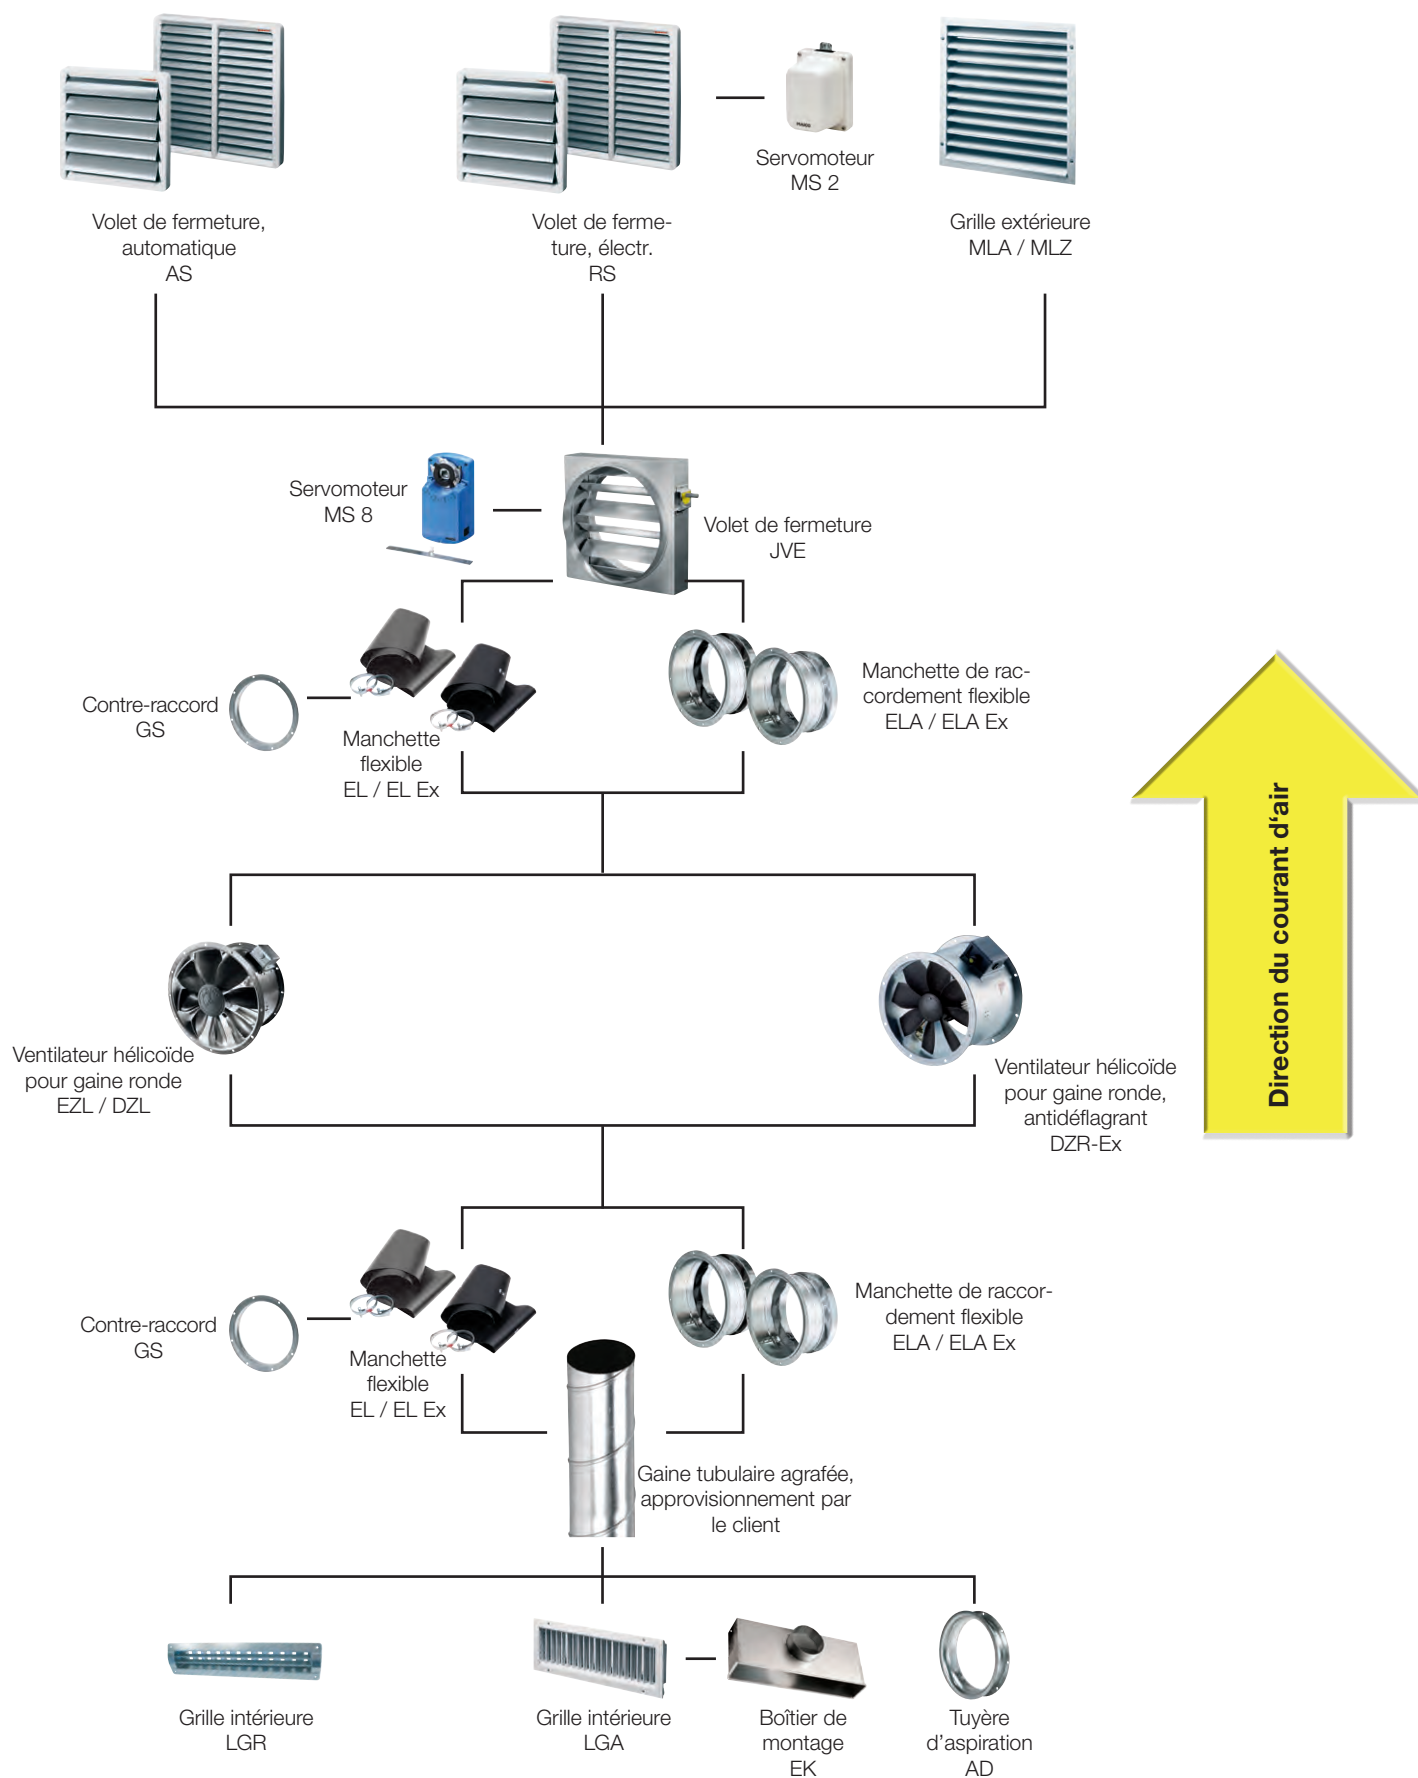 Servomoteur
MS 2
Volet de fermeture,
automatique
AS
Volet de ferme-
ture, électr.
RS
Grille extérieure
MLA / MLZ
Servomoteur
MS 8
Volet de fermeture
JVE
Contre-raccord
GS
Manchette
flexible
EL / EL Ex
Manchette de rac-
cordement flexible
ELA / ELA Ex
Direction du courant d‘air
Ventilateur hélicoïde
pour gaine ronde
EZL / DZL
Ventilateur hélicoïde
pour gaine ronde,
antidéflagrant
DZR-Ex
Contre-raccord
GS
Manchette
flexible
EL / EL Ex
Manchette de raccor-
dement flexible
ELA / ELA Ex
Gaine tubulaire agrafée,
approvisionnement par
le client
Grille intérieure
LGR
Grille intérieure
LGA
Boîtier de
montage
EK
Tuyère
d’aspiration
AD